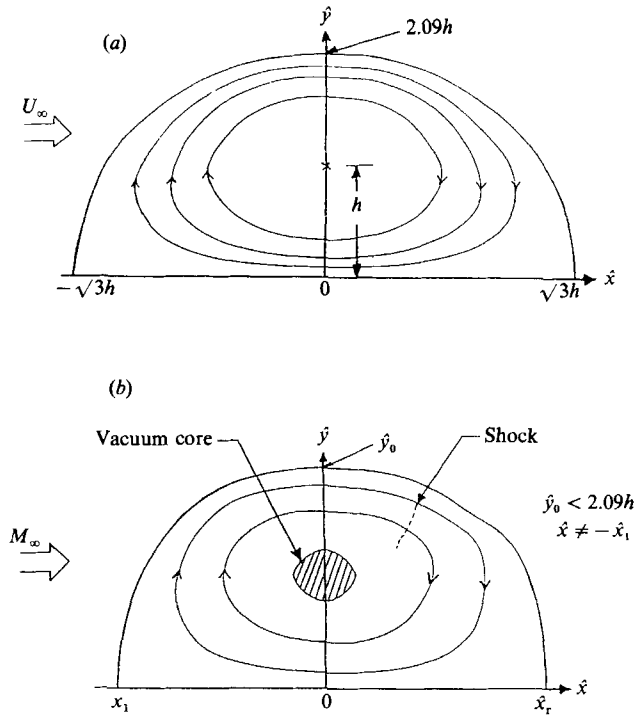 (a)
ŷ
2.09h
U∞
h
−√3h
0
√3h
x̂
(b)
Vacuum core
ŷ
ŷ₀
Shock
ŷ₀ < 2.09h
x̂ ≠ −x̂₁
M∞
x₁
0
x̂ᵣ
x̂